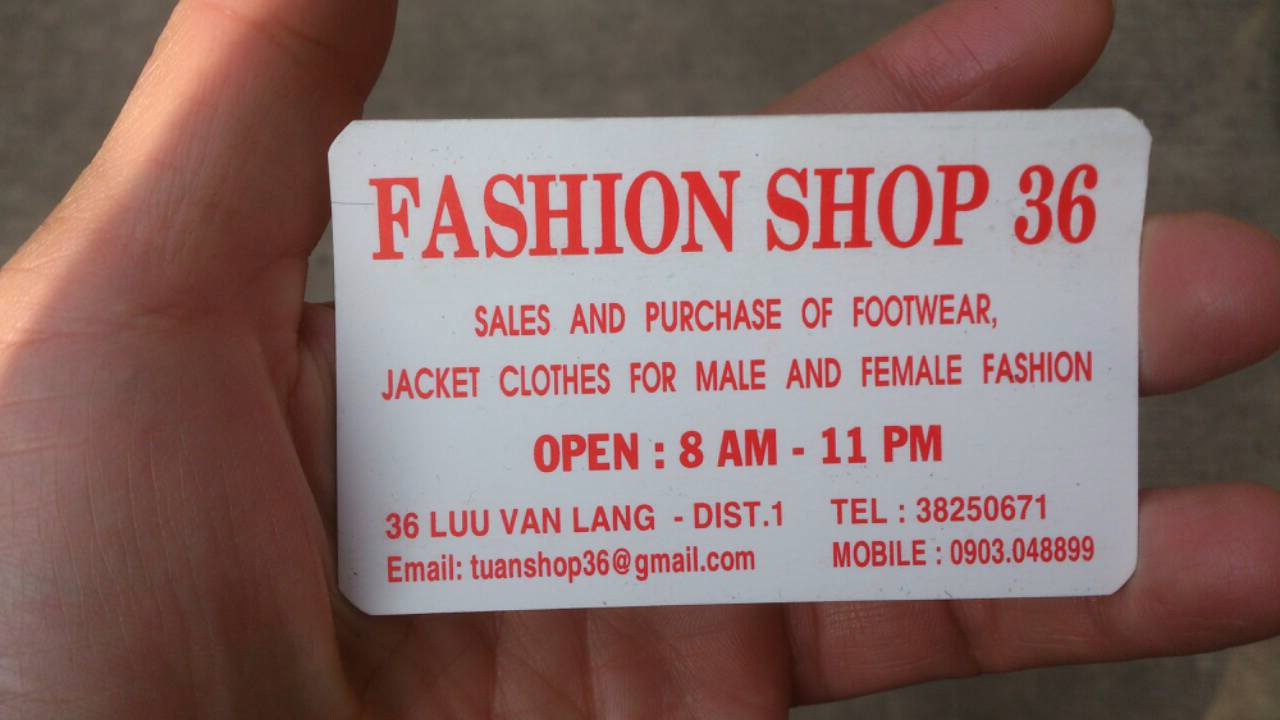 FASHION SHOP 36
SALES AND PURCHASE OF FOOTWEAR,
JACKET CLOTHES FOR MALE AND FEMALE FASHION
OPEN : 8 AM - 11 PM
36 LUU VAN LANG - DIST.1 TEL : 38250671
Email: tuanshop36@gmail.com MOBILE : 0903.048899